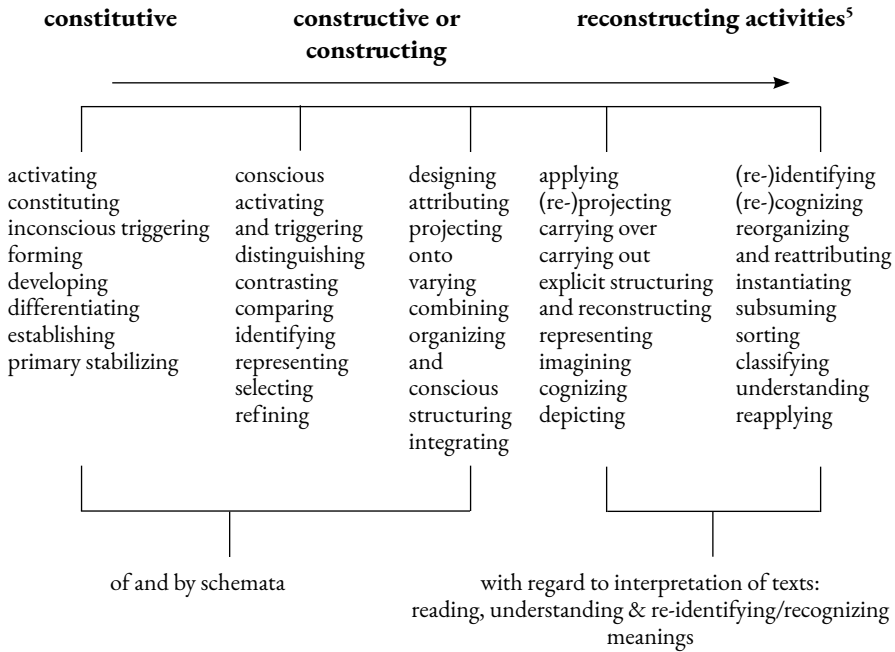 constitutive
constructive or
constructing
reconstructing activities⁵
activating
constituting
inconscious triggering
forming
developing
differentiating
establishing
primary stabilizing
conscious
activating
and triggering
distinguishing
contrasting
comparing
identifying
representing
selecting
refining
designing
attributing
projecting
onto
varying
combining
organizing
and
conscious
structuring
integrating
applying
(re-)projecting
carrying over
carrying out
explicit structuring
and reconstructing
representing
imagining
cognizing
depicting
(re-)identifying
(re-)cognizing
reorganizing
and reattributing
instantiating
subsuming
sorting
classifying
understanding
reapplying
of and by schemata
with regard to interpretation of texts:
reading, understanding & re-identifying/recognizing
meanings